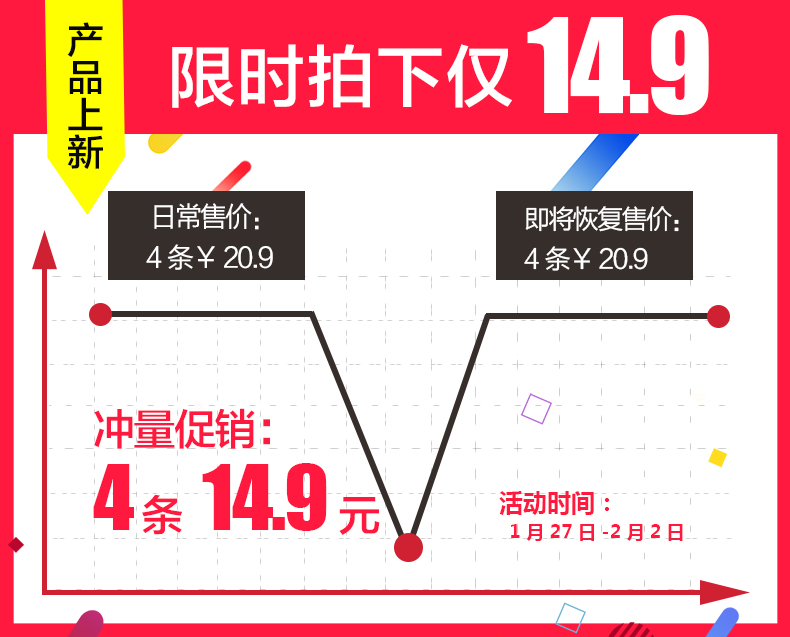 产品上新
限时拍下仅14.9
日常售价：
4条￥20.9
即将恢复售价：
4条￥20.9
冲量促销：
4条 14.9元
活动时间：
1月27日-2月2日